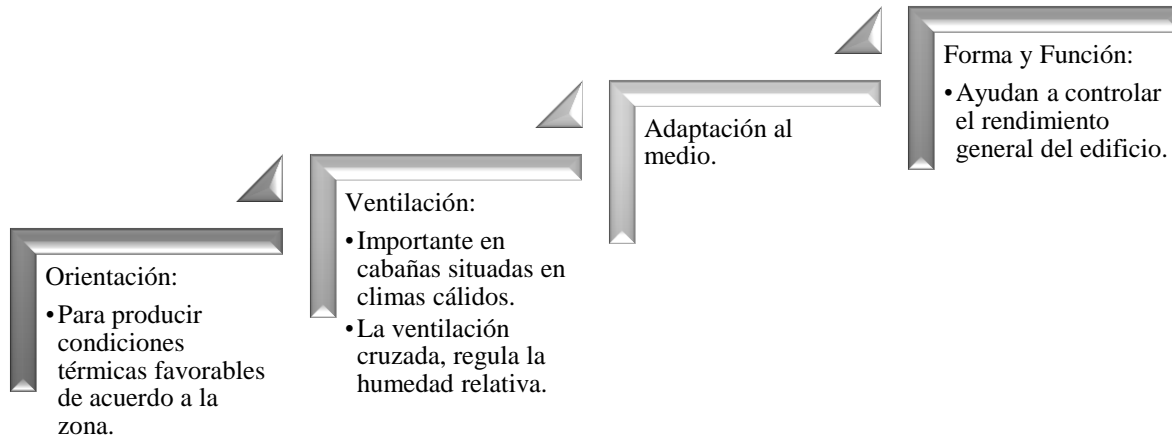 Orientación:
•Para producir
condiciones
térmicas favorables
de acuerdo a la
zona.
Ventilación:
•Importante en
cabañas situadas en
climas cálidos.
•La ventilación
cruzada, regula la
humedad relativa.
Adaptación al
medio.
Forma y Función:
•Ayudan a controlar
el rendimiento
general del edificio.